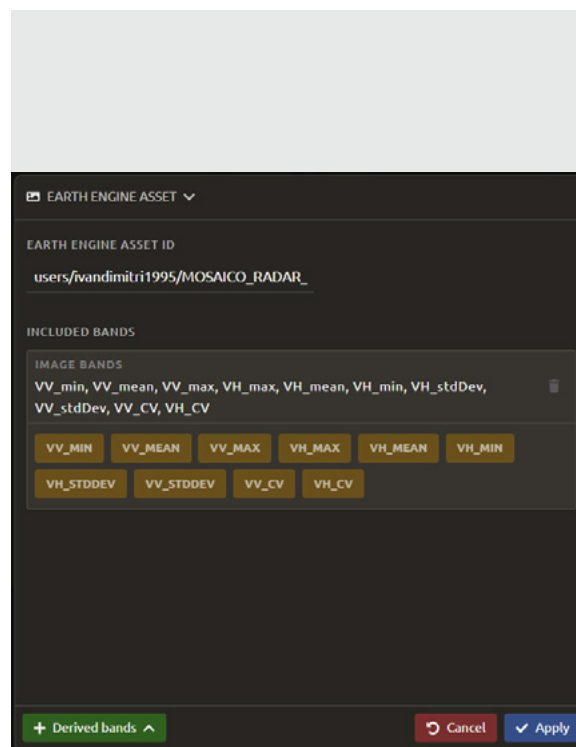 EARTH ENGINE ASSET
EARTH ENGINE ASSET ID
users/ivandimitri1995/MOSAICO_RADAR_
INCLUDED BANDS
IMAGE BANDS
VV_min, VV_mean, VV_max, VH_max, VH_mean, VH_min, VH_stdDev,
VV_stdDev, VV_CV, VH_CV
VV_MIN VV_MEAN VV_MAX VH_MAX VH_MEAN VH_MIN
VH_STDDEV VV_STDDEV VV_CV VH_CV
+ Derived bands Cancel Apply